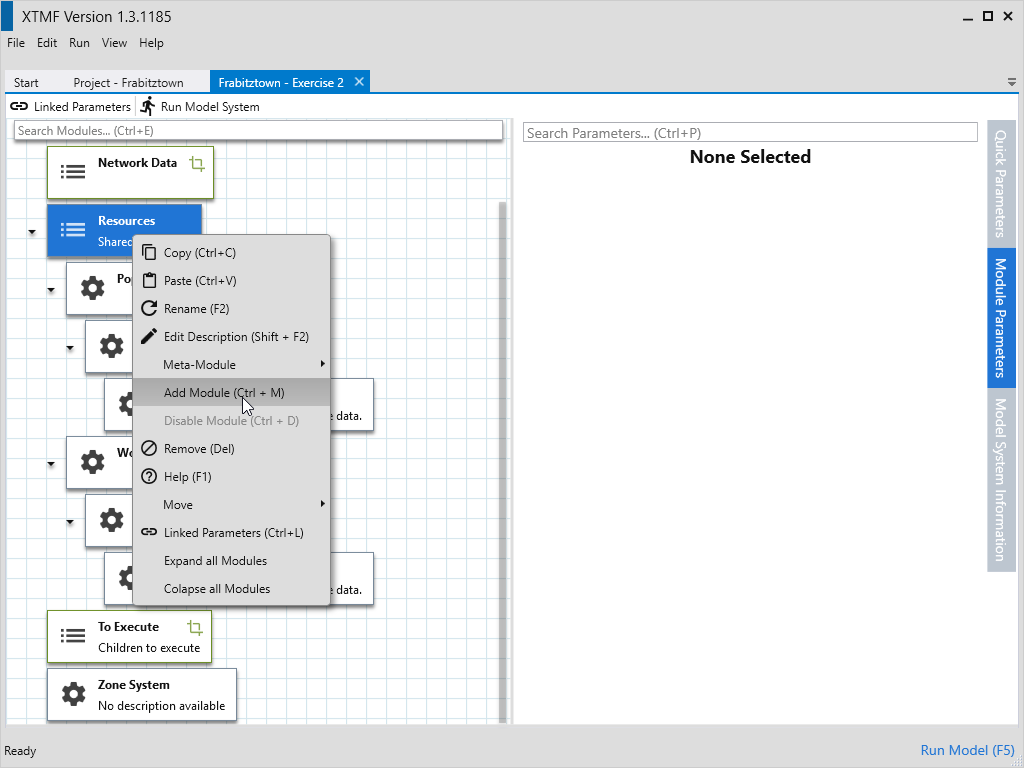 XTMF Version 1.3.1185
File Edit Run View Help
Start Project - Frabitztown Frabitztown - Exercise 2
Linked Parameters Run Model System
Search Modules... (Ctrl+E)
Search Parameters... (Ctrl+P)
None Selected
Network Data
Resources
Shared
Copy (Ctrl+C)
Paste (Ctrl+V)
Rename (F2)
Edit Description (Shift + F2)
Meta-Module
Add Module (Ctrl + M)
Disable Module (Ctrl + D)
Remove (Del)
Help (F1)
Move
Linked Parameters (Ctrl+L)
Expand all Modules
Colapse all Modules
Po
e data.
Wo
e data.
To Execute
Children to execute
Zone System
No description available
Quick Parameters
Module Parameters
Model System Information
Ready
Run Model (F5)